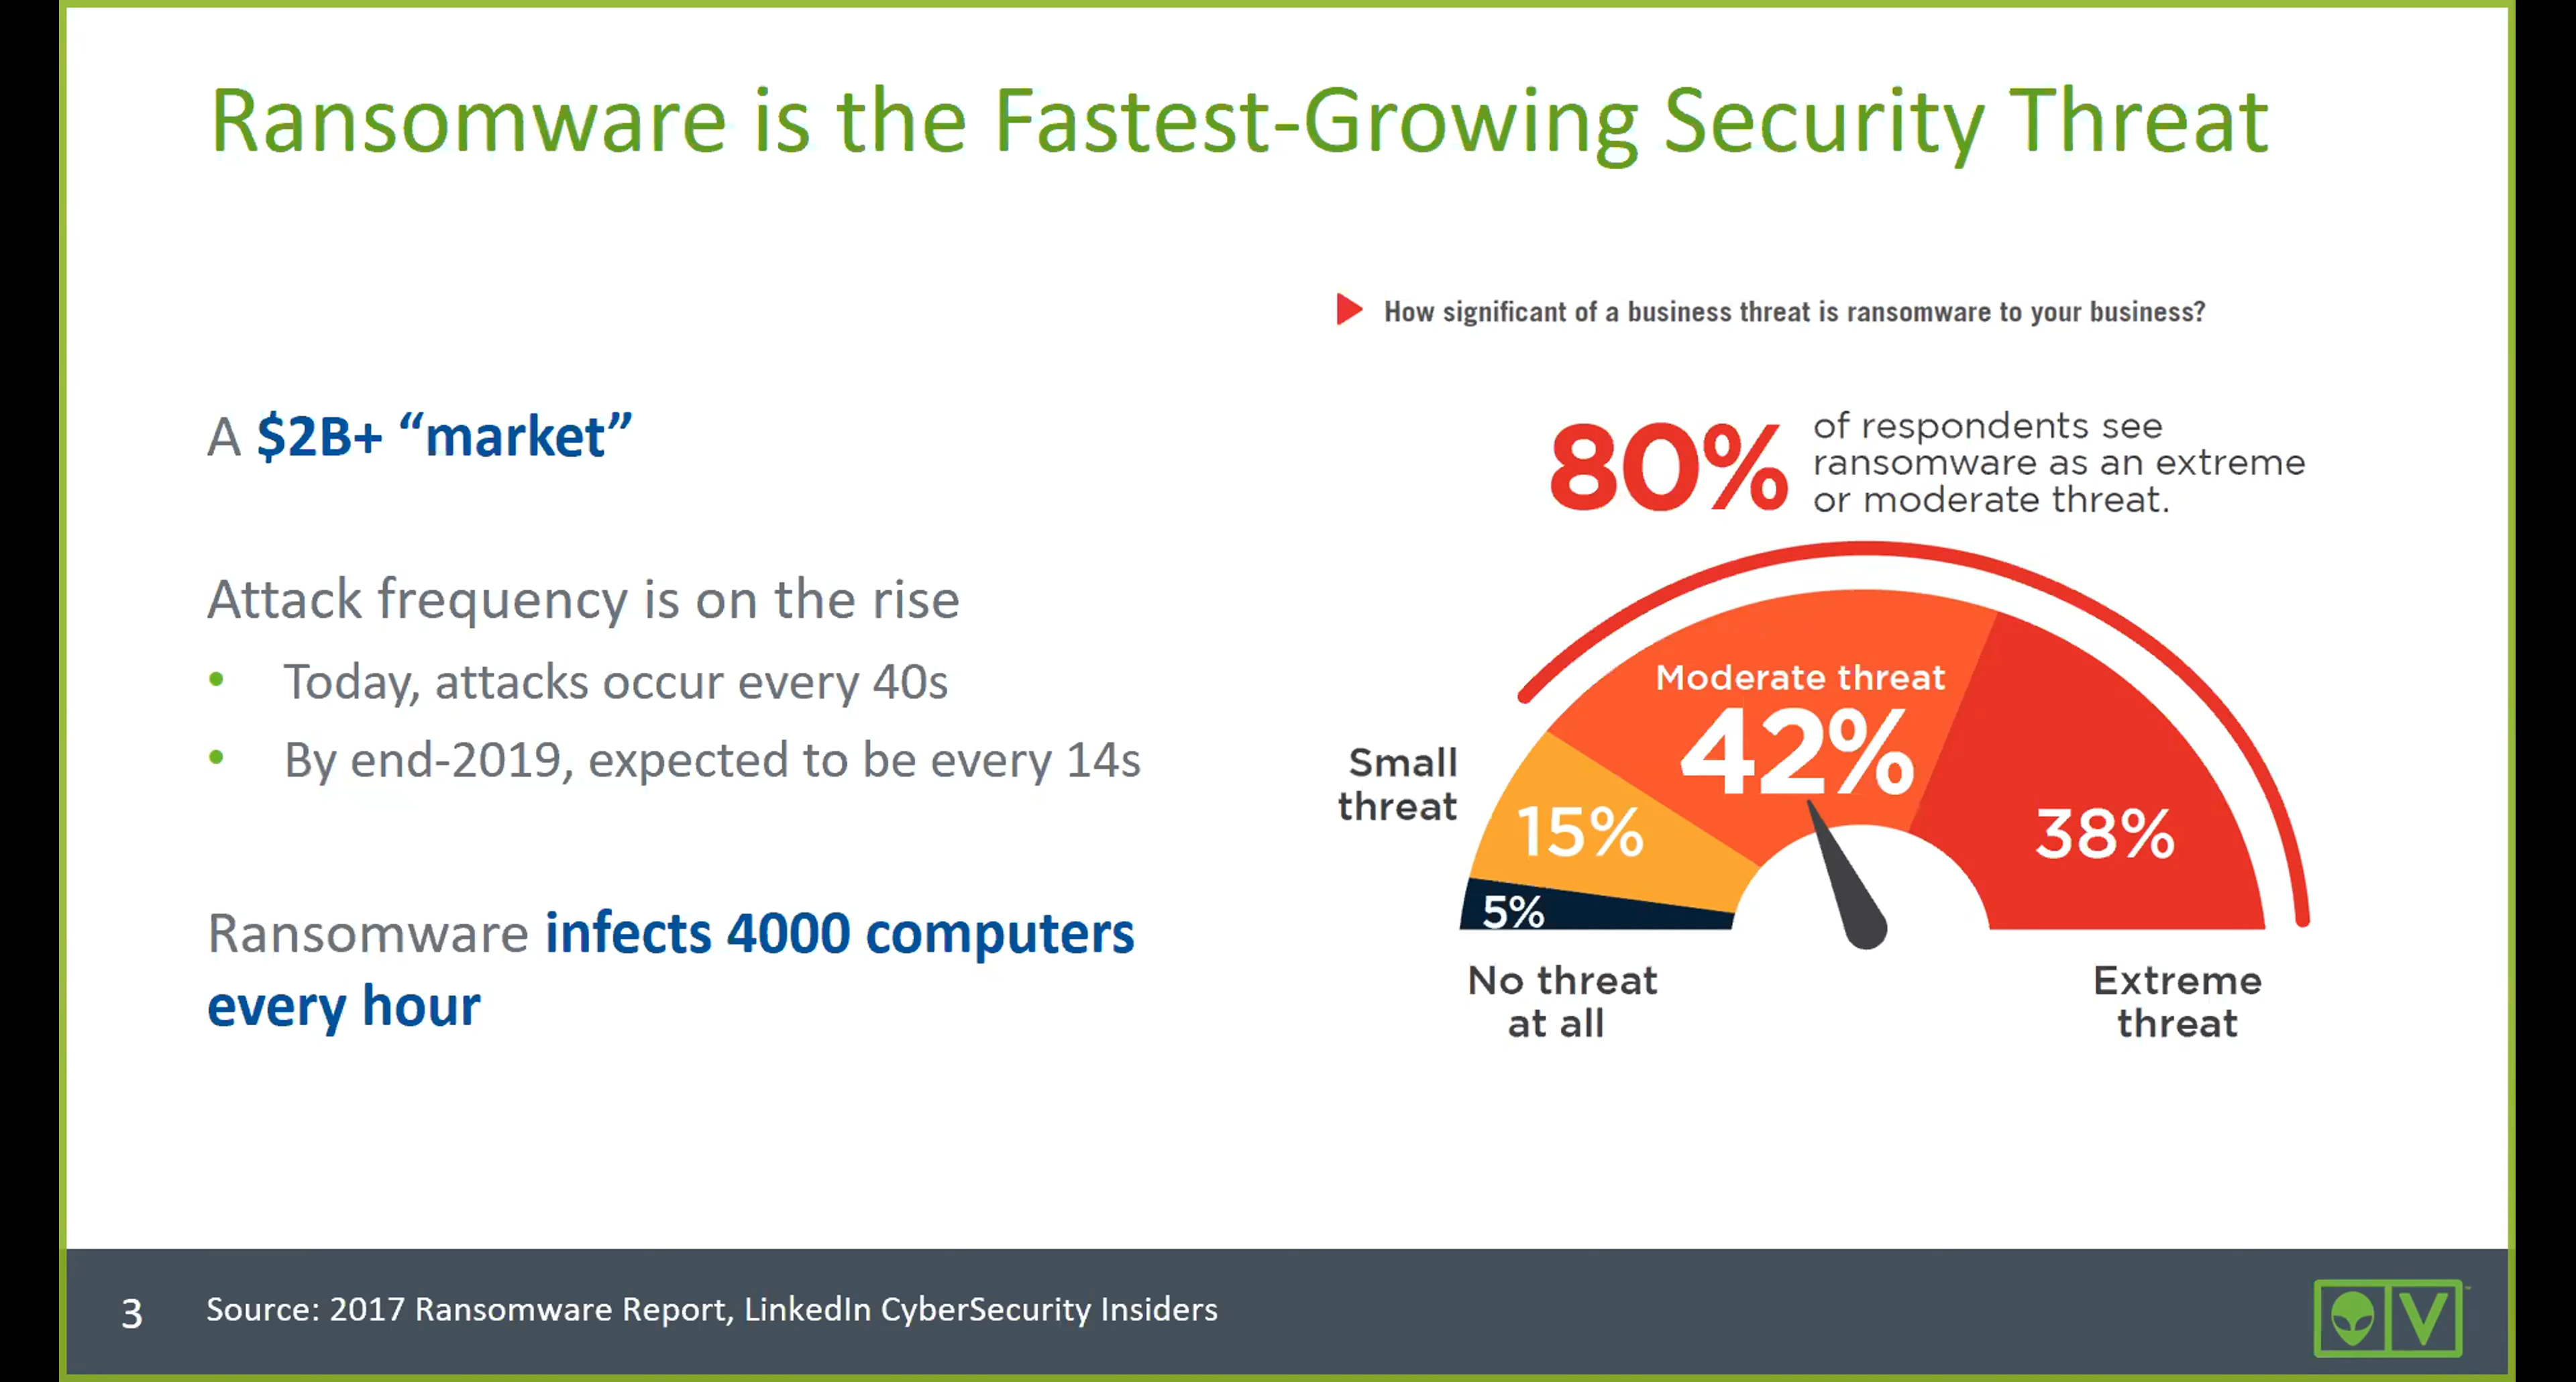 Ransomware is the Fastest-Growing Security Threat
A $2B+ “market”
Attack frequency is on the rise
• Today, attacks occur every 40s
• By end-2019, expected to be every 14s
Ransomware infects 4000 computers
every hour
How significant of a business threat is ransomware to your business?
80%
of respondents see
ransomware as an extreme
or moderate threat.
Moderate threat
42%
Small
threat
15%
38%
5%
No threat
at all
Extreme
threat
3
Source: 2017 Ransomware Report, LinkedIn CyberSecurity Insiders
V